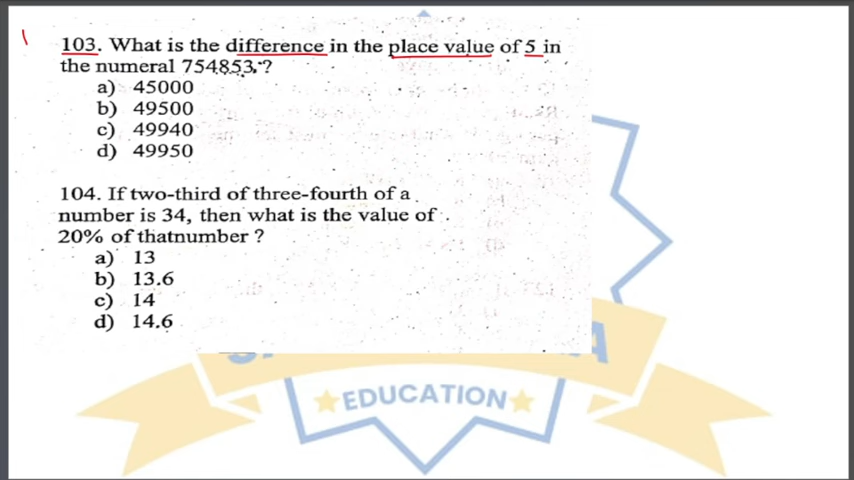 103. What is the difference in the place value of 5 in
the numeral 754853, ?
a) 45000
b) 49500
c) 49940
d) 49950
104. If two-third of three-fourth of a
number is 34, then what is the value of
20% of thatnumber ?
a) 13
b) 13.6
c) 14
d) 14.6
EDUCATION